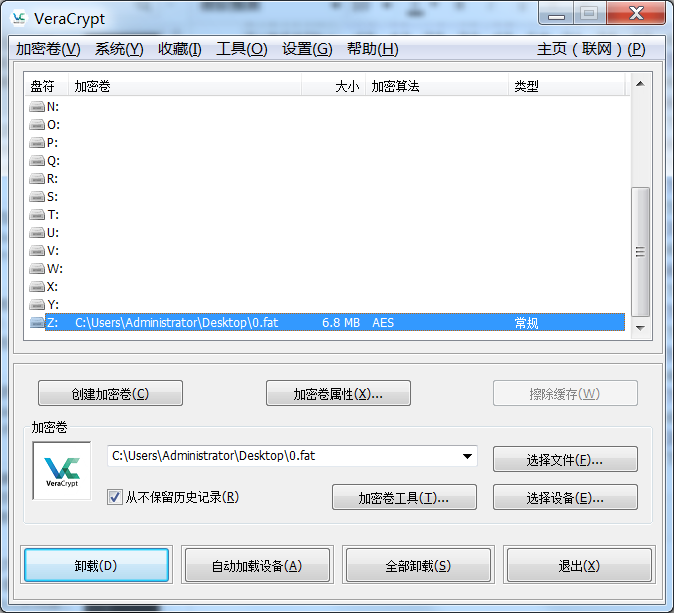 VeraCrypt
加密卷(V) 系统(Y) 收藏(I) 工具(O) 设置(G) 帮助(H) 主页（联网）(P)
盘符 加密卷 大小 加密算法 类型
N:
O:
P:
Q:
R:
S:
T:
U:
V:
W:
X:
Y:
Z: C:\Users\Administrator\Desktop\0.fat 6.8 MB AES 常规
创建加密卷(C) 加密卷属性(X)... 擦除缓存(W)
加密卷
C:\Users\Administrator\Desktop\0.fat 选择文件(F)...
VeraCrypt
从不保留历史记录(R) 加密卷工具(T)... 选择设备(E)...
卸载(D) 自动加载设备(A) 全部卸载(S) 退出(X)